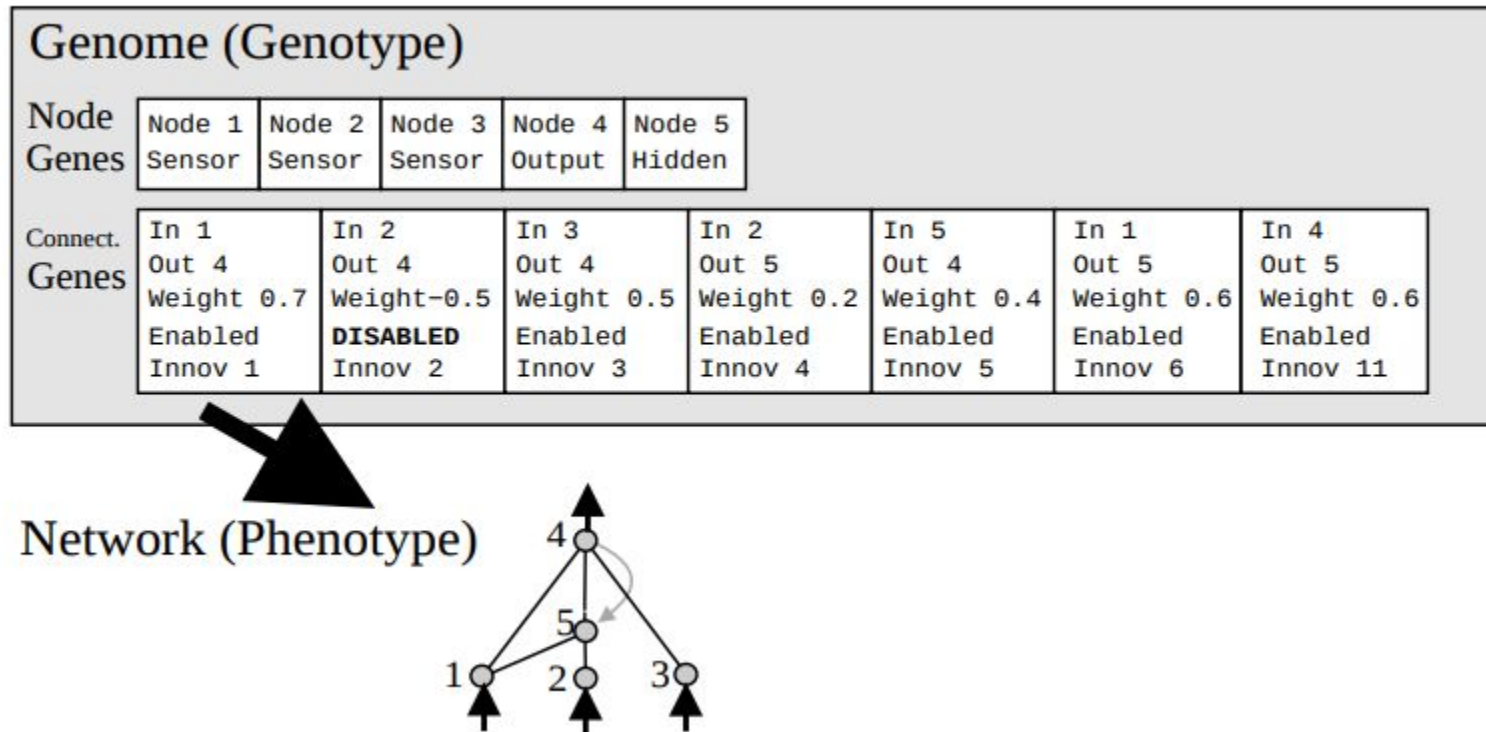 Genome (Genotype)
Node Genes
Node 1 Node 2 Node 3 Node 4 Node 5
Sensor Sensor Sensor Output Hidden
Connect. Genes
In 1 In 2 In 3 In 2 In 5 In 1 In 4
Out 4 Out 4 Out 4 Out 5 Out 4 Out 5 Out 5
Weight 0.7 Weight−0.5 Weight 0.5 Weight 0.2 Weight 0.4 Weight 0.6 Weight 0.6
Enabled DISABLED Enabled Enabled Enabled Enabled Enabled
Innov 1 Innov 2 Innov 3 Innov 4 Innov 5 Innov 6 Innov 11
Network (Phenotype)
4
5
1 2 3